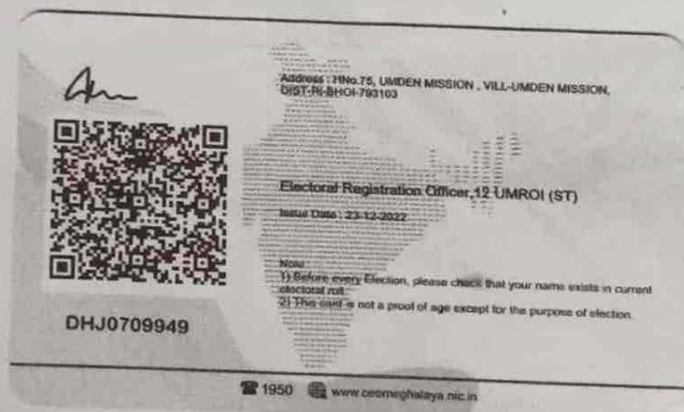 Address : HNo.75, UMDEN MISSION , VILL-UMDEN MISSION,
DIST-RI-BHOI-793103
Electoral Registration Officer,12 UMROI (ST)
Issue Date : 23-12-2022
Note :
1) Before every Election, please check that your name exists in current
electoral roll.
2) This card is not a proof of age except for the purpose of election.
DHJ0709949
1950 www.ceomeghalaya.nic.in